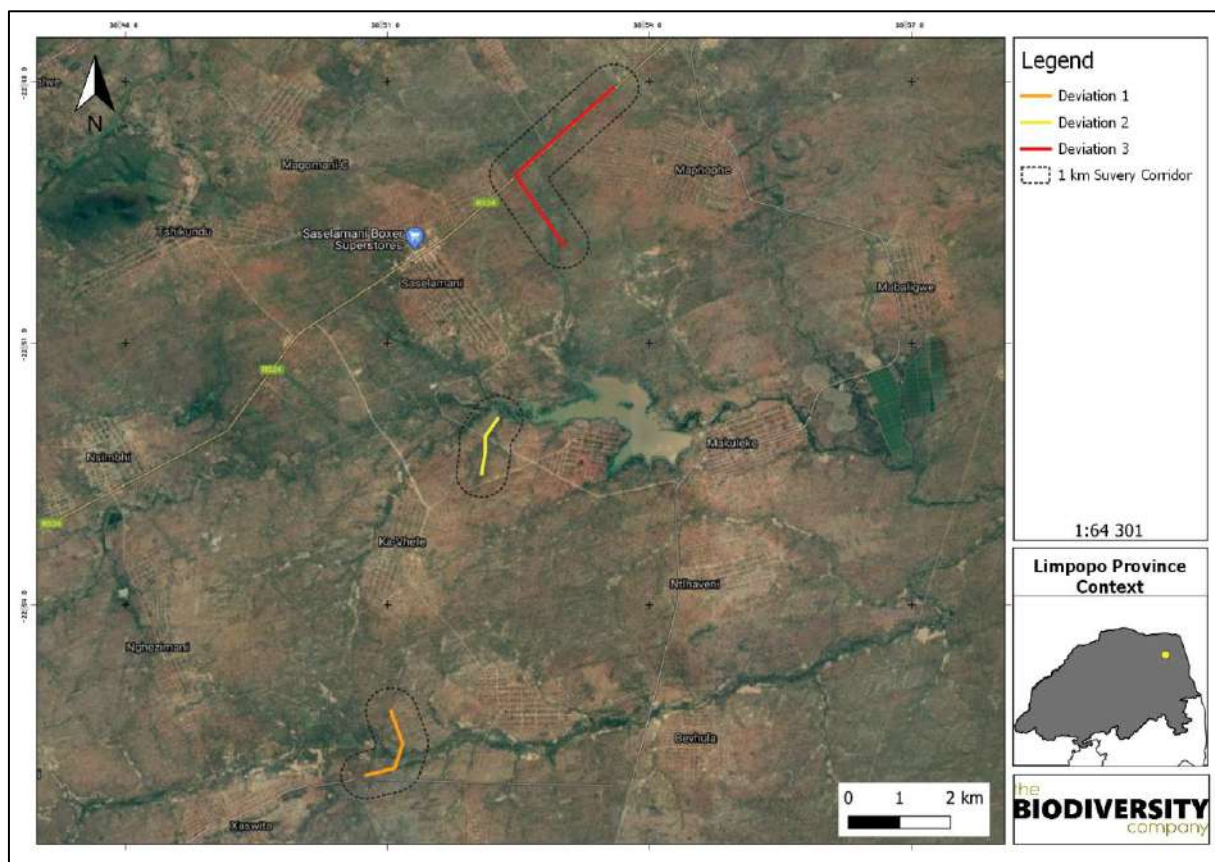 N
Magomani-C
Maphophe
R524
Tshikundu
Saselamani Boxer
Superstores
Saselamani
Mabaligwe
R524
Makuleke
Nsimbhi
R524
Ka-Vhele
Ntlhaveni
Nghezimani
Bevhula
Xaswita
0 1 2 km
Legend
Deviation 1
Deviation 2
Deviation 3
1 km Suvery Corridor
1:64 301
Limpopo Province
Context
the
BIODIVERSITY
company